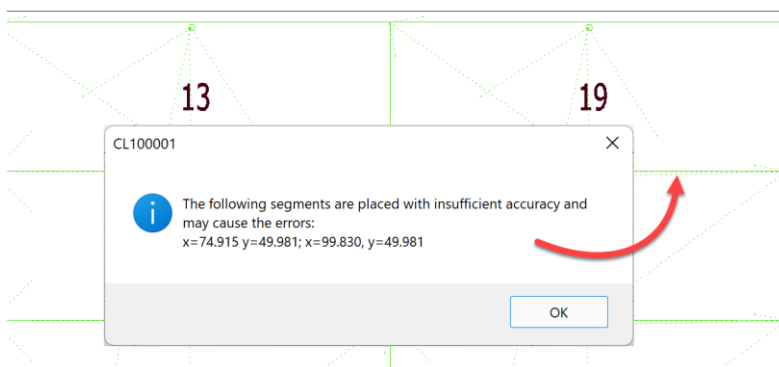 13
19
CL100001
The following segments are placed with insufficient accuracy and
may cause the errors:
x=74.915 y=49.981; x=99.830, y=49.981
OK